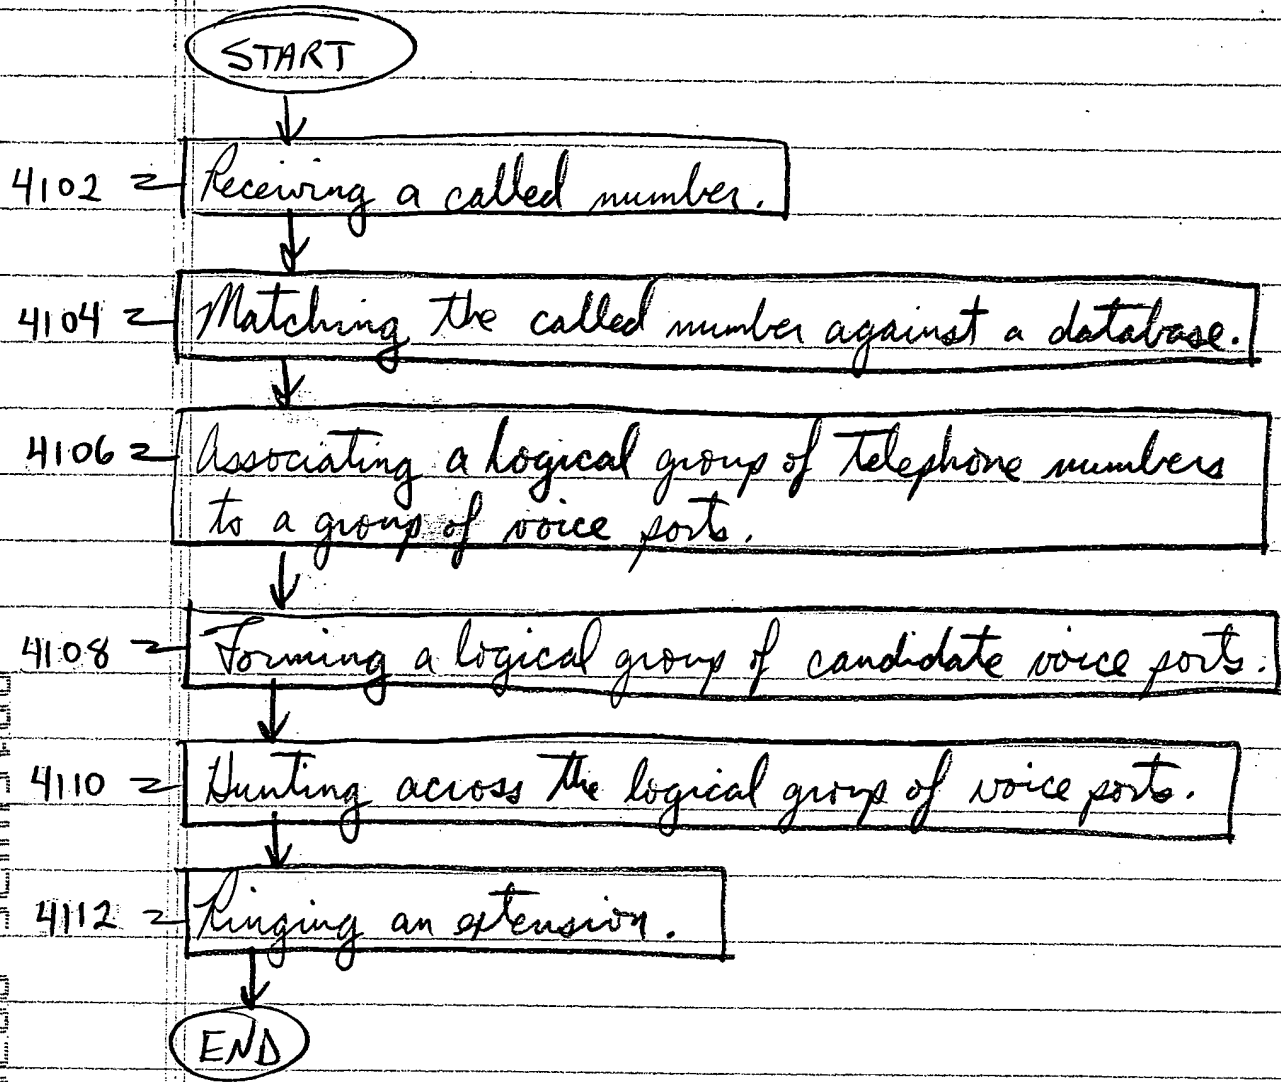 START
4102 Receiving a called number.
4104 Matching the called number against a database.
4106 Associating a logical group of telephone numbers
to a group of voice ports.
4108 Forming a logical group of candidate voice ports.
4110 Hunting across the logical group of voice ports.
4112 Ringing an extension.
END